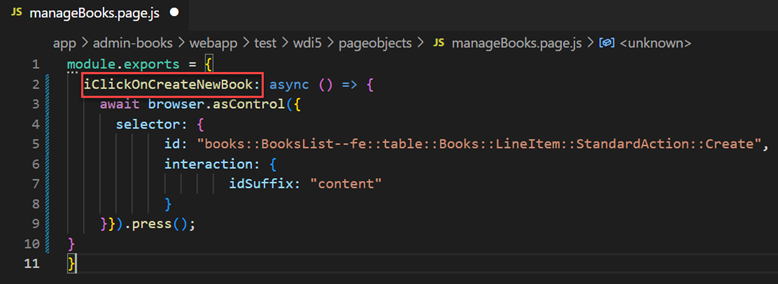 JS manageBooks.page.js ●
app > admin-books > webapp > test > wdi5 > pageobjects > JS manageBooks.page.js > <unknown>
1 module.exports = {
2 iClickOnCreateNewBook: async () => {
3 await browser.asControl({
4 selector: {
5 id: "books::BooksList--fe::table::Books::LineItem::StandardAction::Create",
6 interaction: {
7 idSuffix: "content"
8 }
9 }}).press();
10 }
11 }